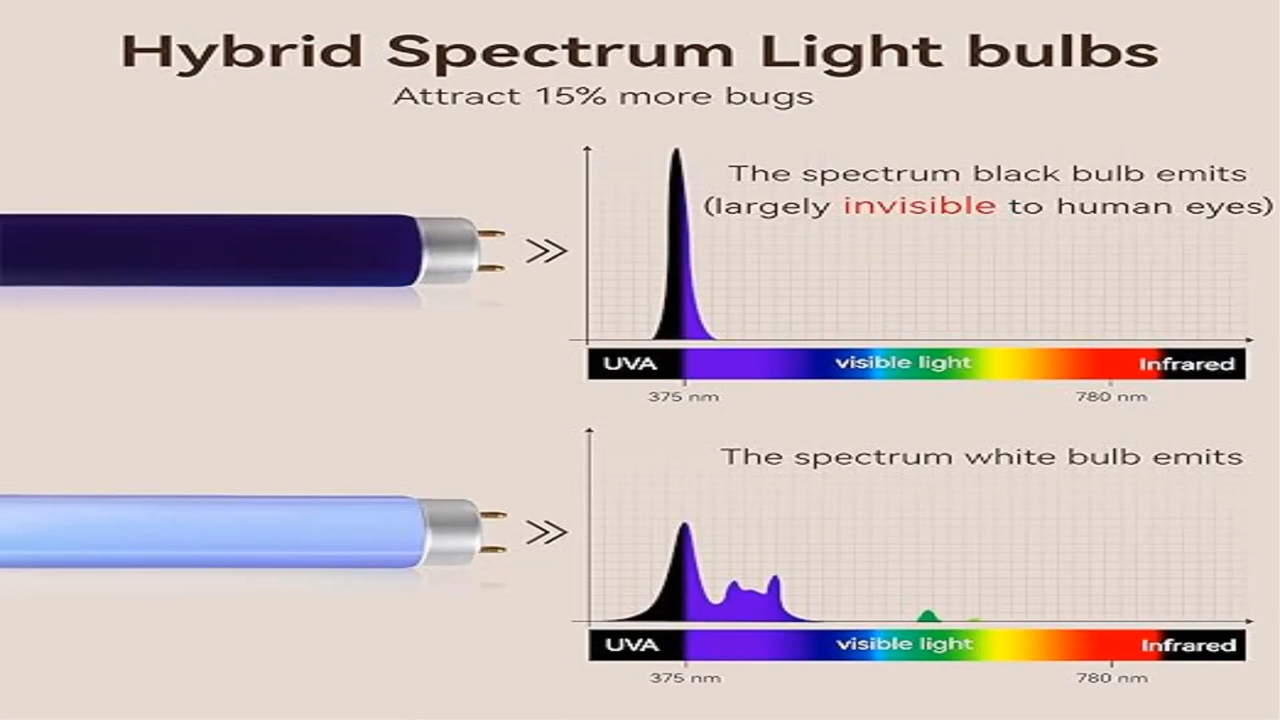 Hybrid Spectrum Light bulbs
Attract 15% more bugs
The spectrum black bulb emits
(largely invisible to human eyes)
UVA visible light Infrared
375 nm 780 nm
The spectrum white bulb emits
UVA visible light Infrared
375 nm 780 nm